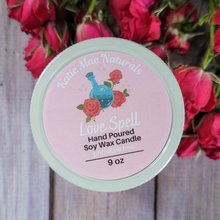 Katie Mae Naturals
Love Spell
Hand Poured
Soy Wax Candle
9 oz